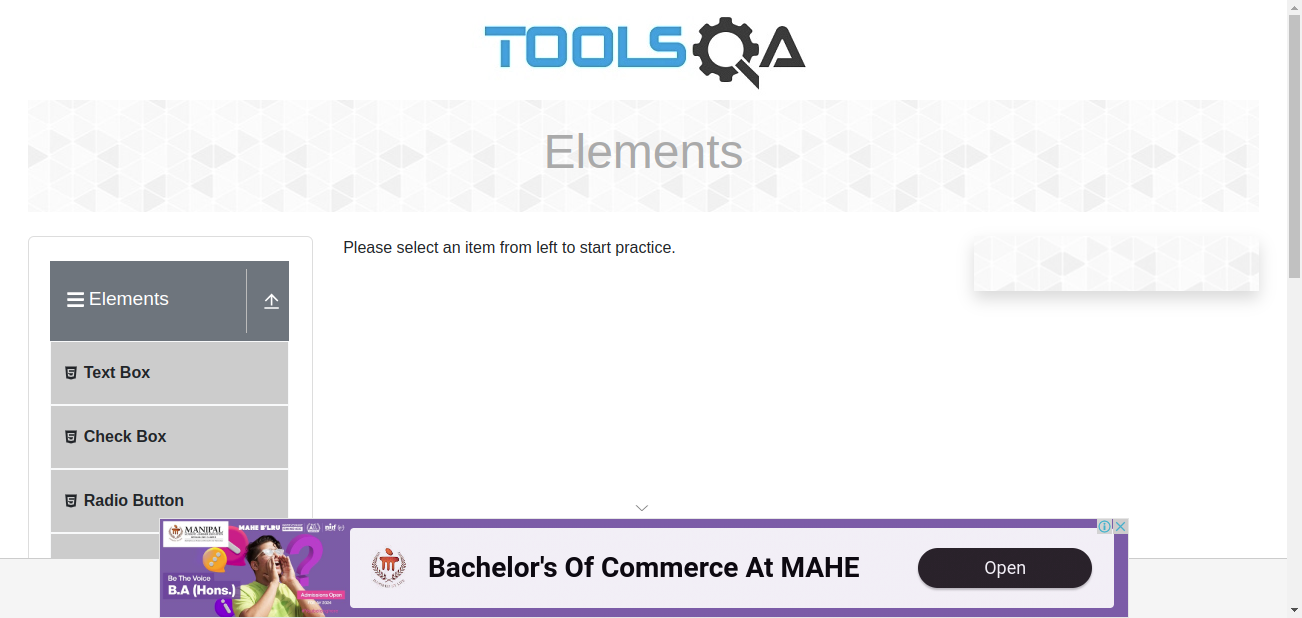 TOOLSQA
Elements
Please select an item from left to start practice.
Elements
Text Box
Check Box
Radio Button
MANIPAL
MAHE B'LRU
Be The Voice
B.A (Hons.)
Admissions Open
Bachelor's Of Commerce At MAHE
Open